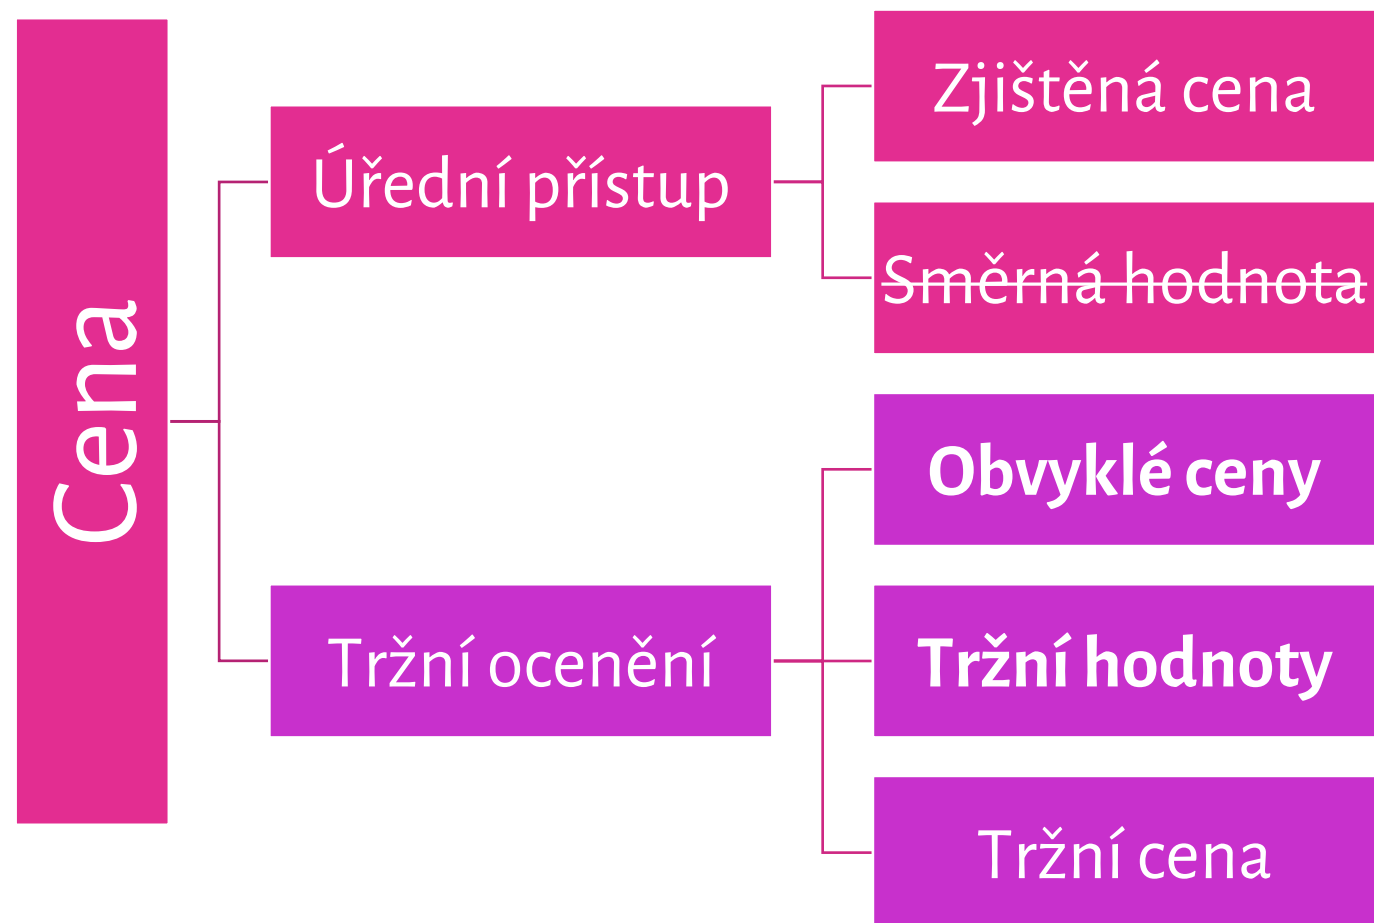 Cena
Úřední přístup
Zjištěná cena
Směrná hodnota
Tržní ocenění
Obvyklé ceny
Tržní hodnoty
Tržní cena